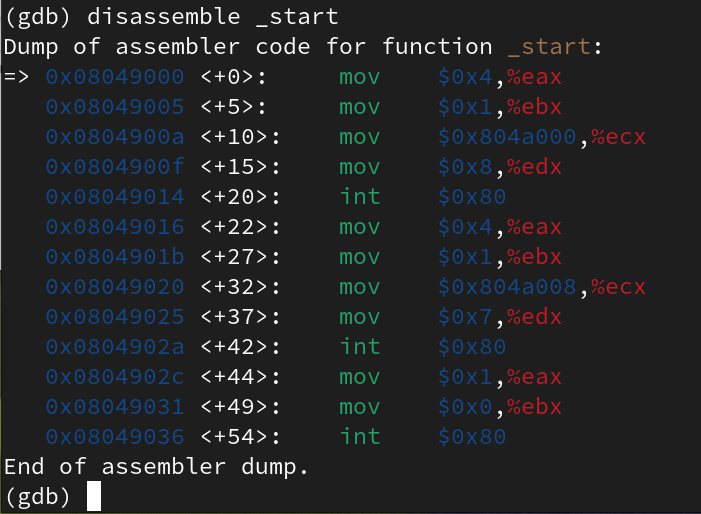 (gdb) disassemble _start
Dump of assembler code for function _start:
=> 0x08049000 <+0>:     mov    $0x4,%eax
   0x08049005 <+5>:     mov    $0x1,%ebx
   0x0804900a <+10>:    mov    $0x804a000,%ecx
   0x0804900f <+15>:    mov    $0x8,%edx
   0x08049014 <+20>:    int    $0x80
   0x08049016 <+22>:    mov    $0x4,%eax
   0x0804901b <+27>:    mov    $0x1,%ebx
   0x08049020 <+32>:    mov    $0x804a008,%ecx
   0x08049025 <+37>:    mov    $0x7,%edx
   0x0804902a <+42>:    int    $0x80
   0x0804902c <+44>:    mov    $0x1,%eax
   0x08049031 <+49>:    mov    $0x0,%ebx
   0x08049036 <+54>:    int    $0x80
End of assembler dump.
(gdb)